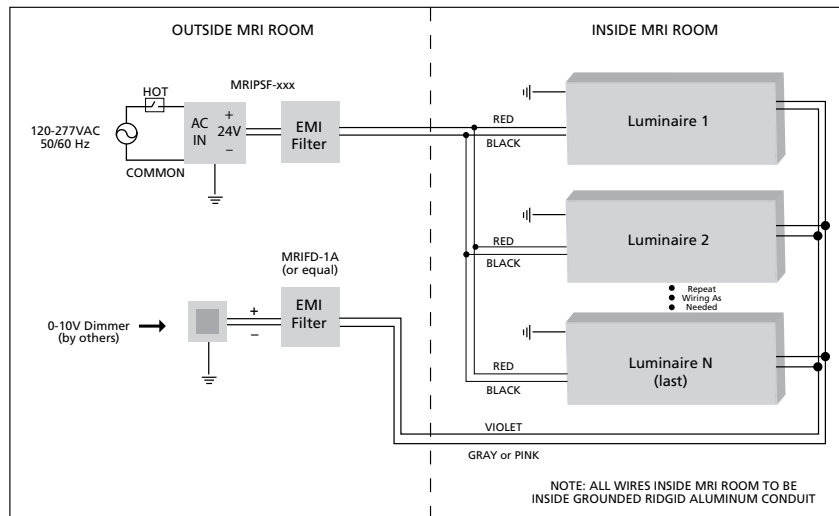 OUTSIDE MRI ROOM
INSIDE MRI ROOM
HOT
MRIPSF-xxx
120-277VAC
50/60 Hz
AC
IN
+
24V
–
EMI
Filter
COMMON
RED
BLACK
Luminaire 1
RED
BLACK
Luminaire 2
Repeat
Wiring As
Needed
MRIFD-1A
(or equal)
0-10V Dimmer
(by others)
+
–
EMI
Filter
RED
BLACK
Luminaire N
(last)
VIOLET
GRAY or PINK
NOTE: ALL WIRES INSIDE MRI ROOM TO BE
INSIDE GROUNDED RIDGID ALUMINUM CONDUIT